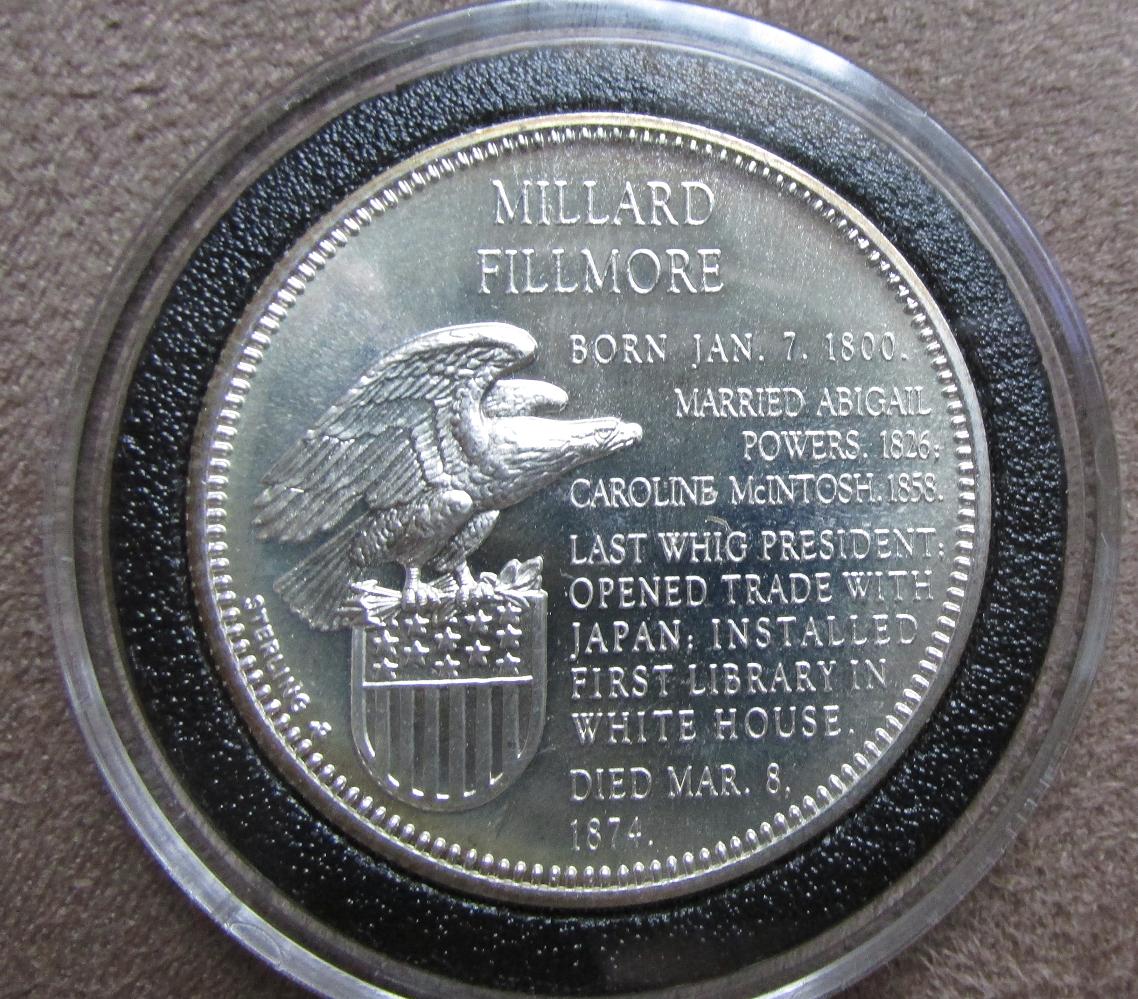 MILLARD
FILLMORE
BORN JAN. 7, 1800.
MARRIED ABIGAIL
POWERS, 1826;
CAROLINE McINTOSH, 1858.
LAST WHIG PRESIDENT;
OPENED TRADE WITH
JAPAN; INSTALLED
FIRST LIBRARY IN
WHITE HOUSE.
DIED MAR. 8,
1874.
STERLING